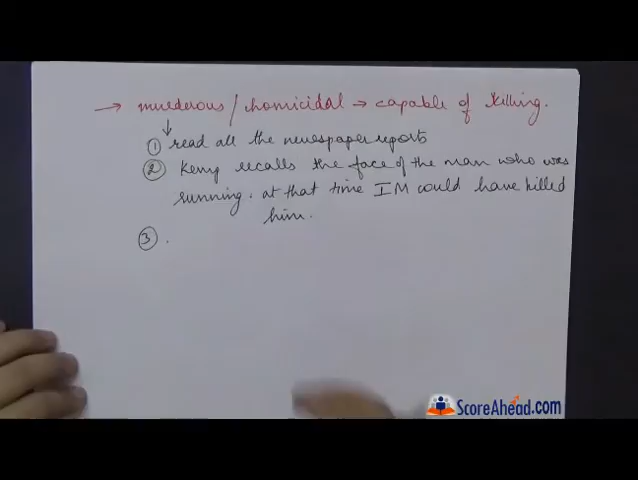 → murderous / homicidal → capable of killing.
① read all the newspaper reports
② Kemp recalls the face of the man who was
running. at that time IM could have killed
him.
③ .
ScoreAhead.com